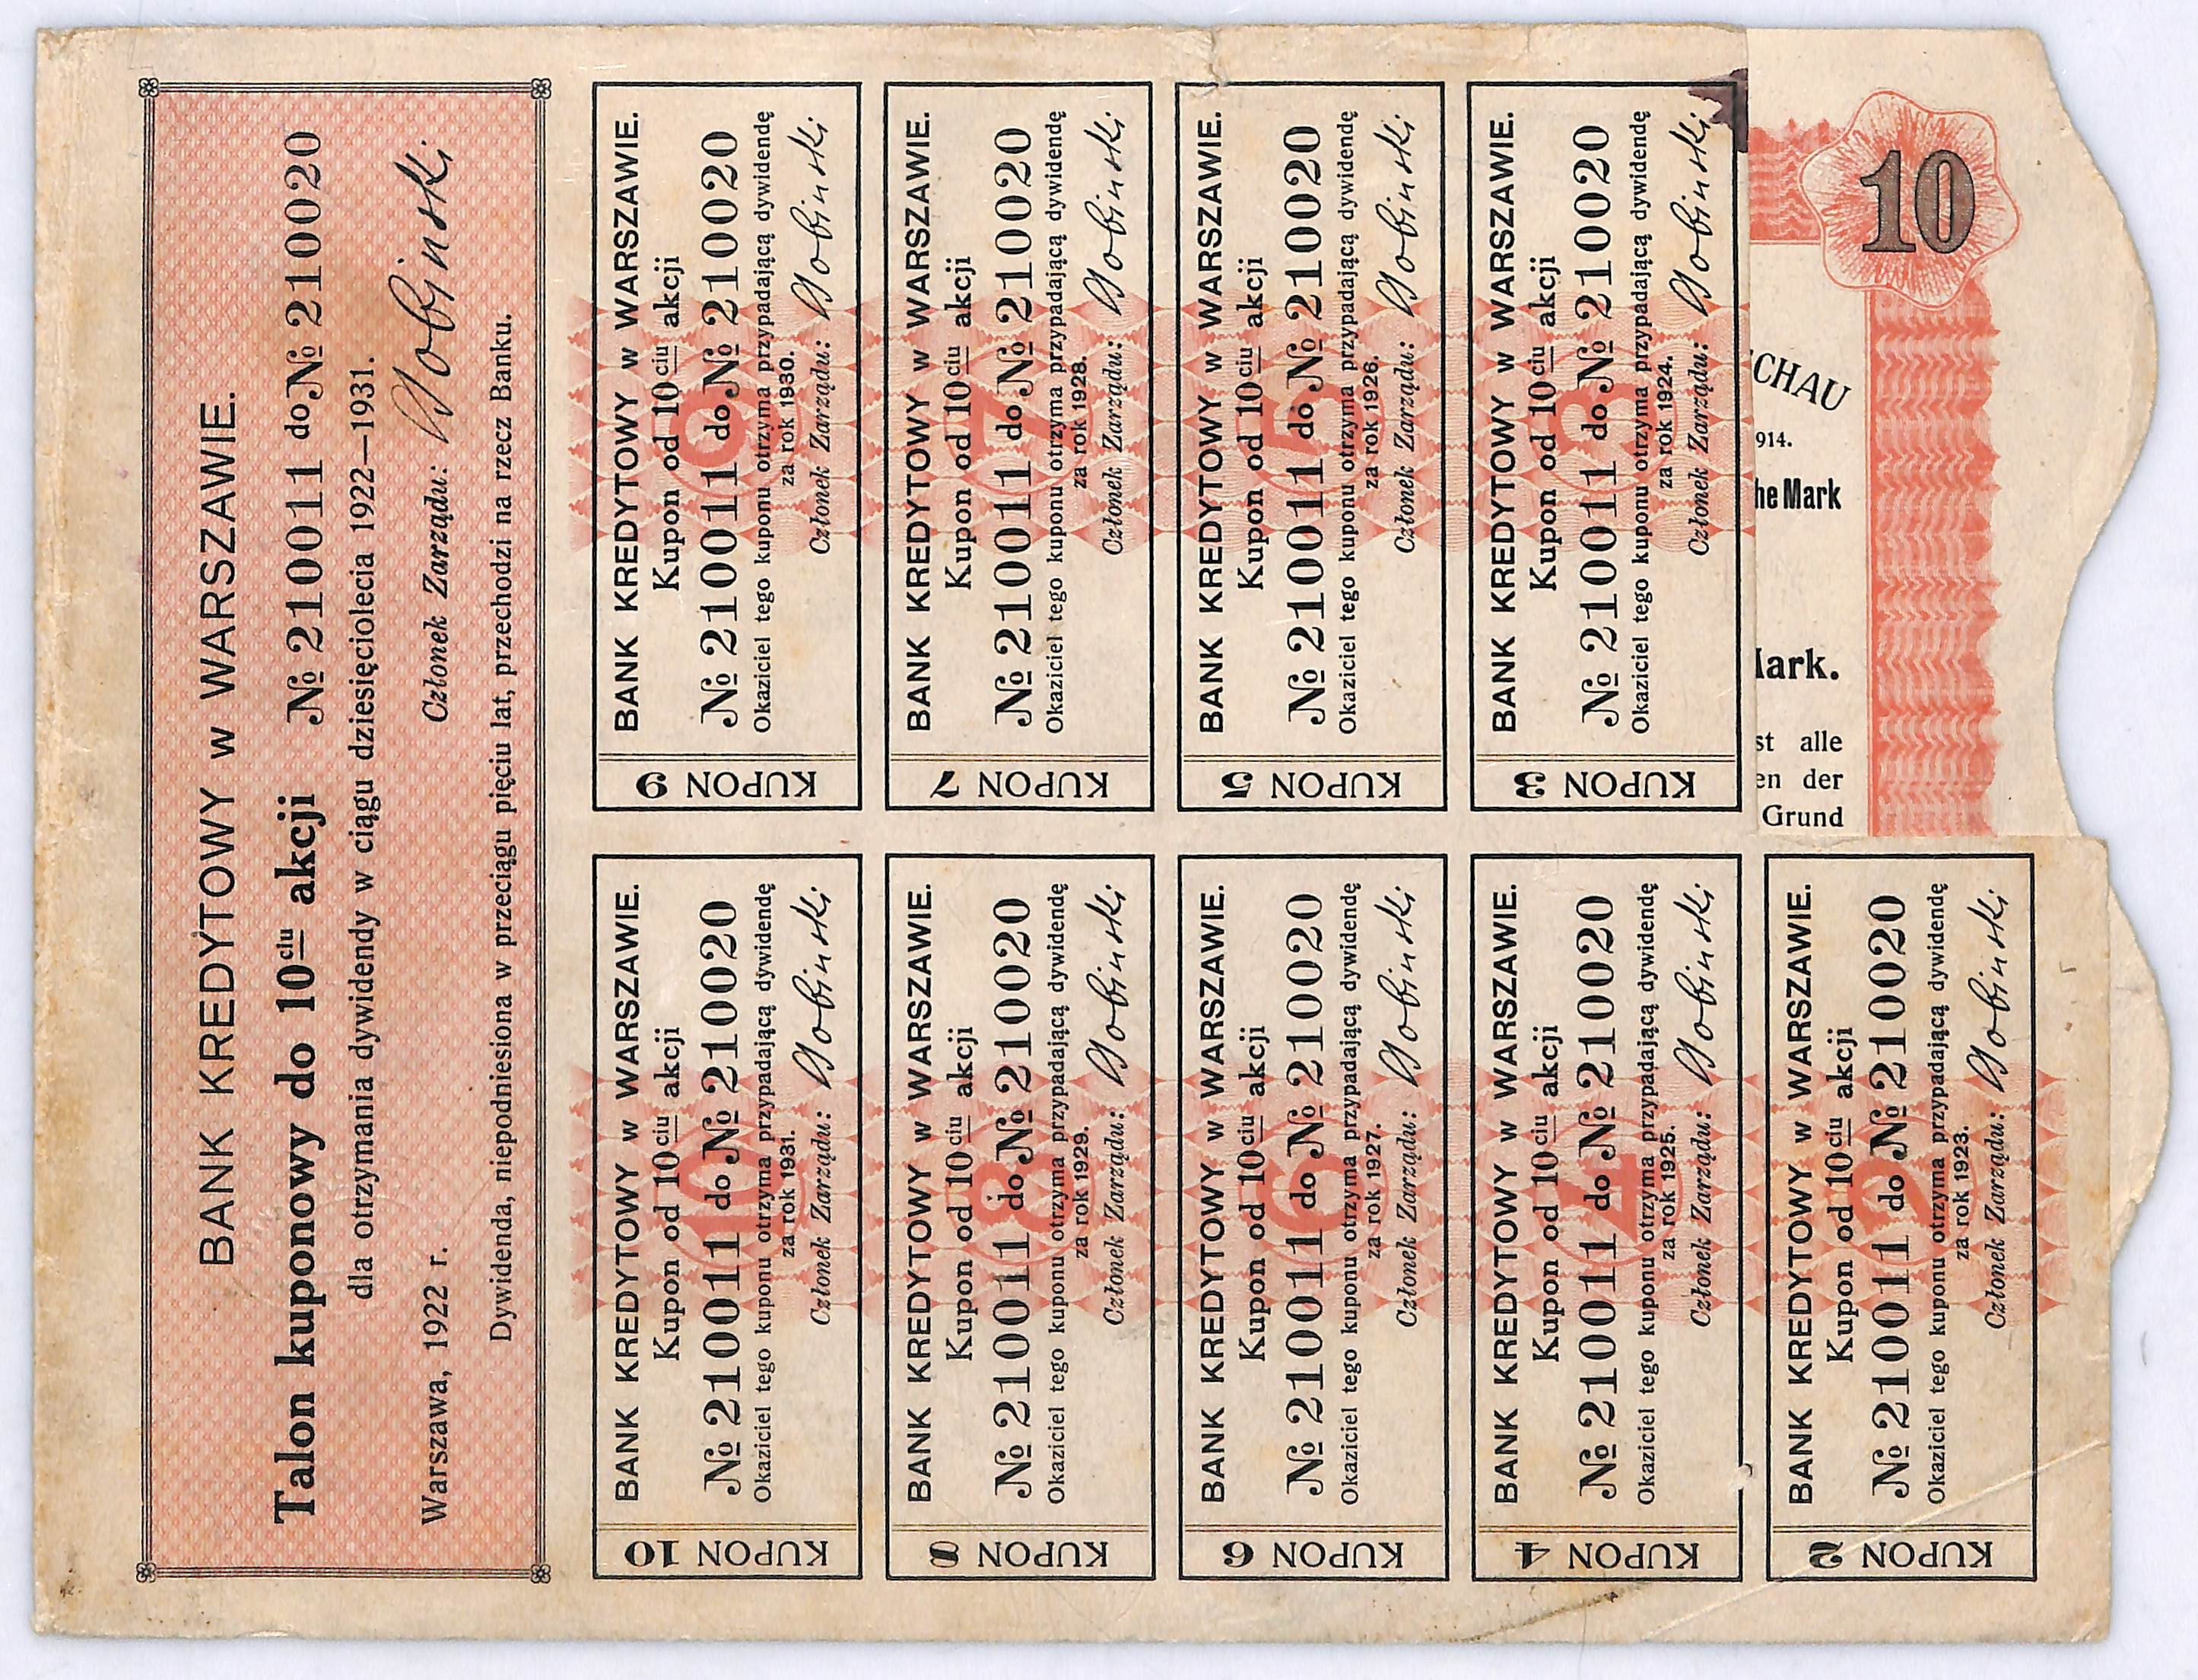 BANK KREDYTOWY w WARSZAWIE.
Talon kuponowy do 10ciu akcji № 210011 do № 210020
dla otrzymania dywidendy w ciągu dziesięciolecia 1922—1931.
Warszawa, 1922 r. Członek Zarządu:
Dywidenda, niepodniesiona w przeciągu pięciu lat, przechodzi na rzecz Banku.
KUPON 10
BANK KREDYTOWY w WARSZAWIE.
Kupon od 10ciu akcji
№ 210011 do № 210020
Okaziciel tego kuponu otrzyma przypadającą dywidendę
za rok 1931.
Członek Zarządu:
10
KUPON 9
BANK KREDYTOWY w WARSZAWIE.
Kupon od 10ciu akcji
№ 210011 do № 210020
Okaziciel tego kuponu otrzyma przypadającą dywidendę
za rok 1930.
Członek Zarządu:
9
KUPON 8
BANK KREDYTOWY w WARSZAWIE.
Kupon od 10ciu akcji
№ 210011 do № 210020
Okaziciel tego kuponu otrzyma przypadającą dywidendę
za rok 1929.
Członek Zarządu:
8
KUPON 7
BANK KREDYTOWY w WARSZAWIE.
Kupon od 10ciu akcji
№ 210011 do № 210020
Okaziciel tego kuponu otrzyma przypadającą dywidendę
za rok 1928.
Członek Zarządu:
7
KUPON 6
BANK KREDYTOWY w WARSZAWIE.
Kupon od 10ciu akcji
№ 210011 do № 210020
Okaziciel tego kuponu otrzyma przypadającą dywidendę
za rok 1927.
Członek Zarządu:
6
KUPON 5
BANK KREDYTOWY w WARSZAWIE.
Kupon od 10ciu akcji
№ 210011 do № 210020
Okaziciel tego kuponu otrzyma przypadającą dywidendę
za rok 1926.
Członek Zarządu:
5
KUPON 4
BANK KREDYTOWY w WARSZAWIE.
Kupon od 10ciu akcji
№ 210011 do № 210020
Okaziciel tego kuponu otrzyma przypadającą dywidendę
za rok 1925.
Członek Zarządu:
4
KUPON 3
BANK KREDYTOWY w WARSZAWIE.
Kupon od 10ciu akcji
№ 210011 do № 210020
Okaziciel tego kuponu otrzyma przypadającą dywidendę
za rok 1924.
Członek Zarządu:
3
KUPON 2
BANK KREDYTOWY w WARSZAWIE.
Kupon od 10ciu akcji
№ 210011 do № 210020
Okaziciel tego kuponu otrzyma przypadającą dywidendę
za rok 1923.
Członek Zarządu:
2
10
CHAU
914.
he Mark
ark.
st alle
en der
Grund